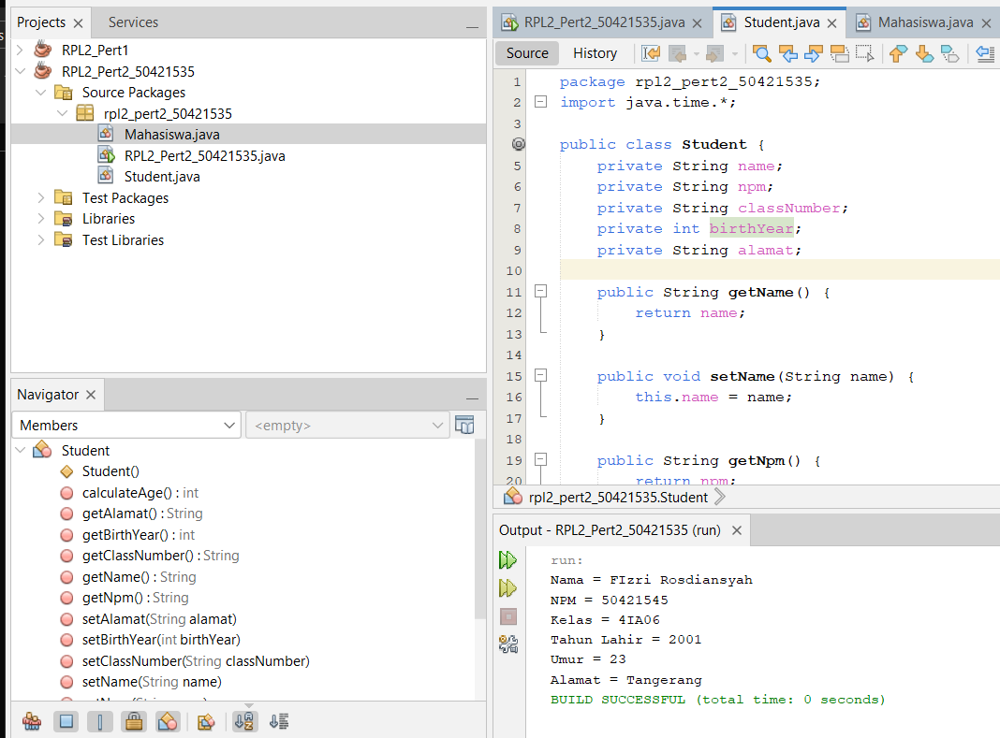 Projects
Services
RPL2_Pert1
RPL2_Pert2_50421535
Source Packages
rpl2_pert2_50421535
Mahasiswa.java
RPL2_Pert2_50421535.java
Student.java
Test Packages
Libraries
Test Libraries
Navigator
Members
<empty>
Student
Student()
calculateAge() : int
getAlamat() : String
getBirthYear() : int
getClassNumber() : String
getName() : String
getNpm() : String
setAlamat(String alamat)
setBirthYear(int birthYear)
setClassNumber(String classNumber)
setName(String name)
RPL2_Pert2_50421535.java
Student.java
Mahasiswa.java
Source
History
1 package rpl2_pert2_50421535;
2 import java.time.*;
3
public class Student {
5 private String name;
6 private String npm;
7 private String classNumber;
8 private int birthYear;
9 private String alamat;
10
11 public String getName() {
12 return name;
13 }
14
15 public void setName(String name) {
16 this.name = name;
17 }
18
19 public String getNpm() {
20 return npm;
rpl2_pert2_50421535.Student
Output - RPL2_Pert2_50421535 (run)
run:
Nama = FIzri Rosdiansyah
NPM = 50421545
Kelas = 4IA06
Tahun Lahir = 2001
Umur = 23
Alamat = Tangerang
BUILD SUCCESSFUL (total time: 0 seconds)